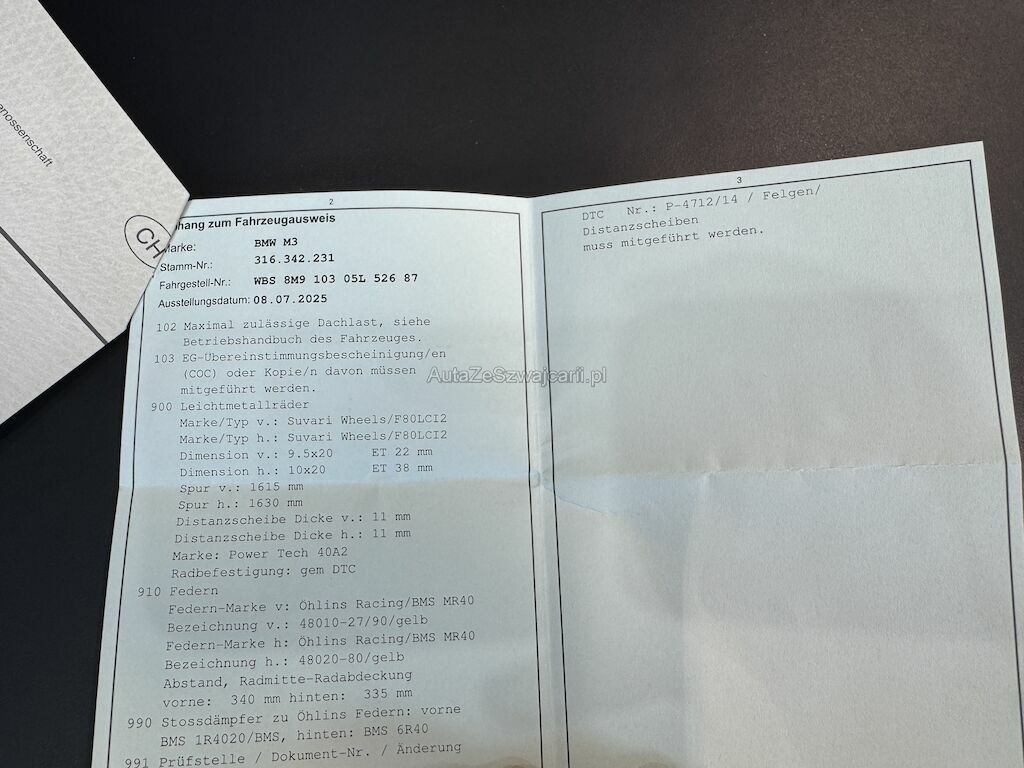 enossenschaft
CH
2
hang zum Fahrzeugausweis
Marke: BMW M3
Stamm-Nr.: 316.342.231
Fahrgestell-Nr.: WBS 8M9 103 05L 526 87
Ausstellungsdatum: 08.07.2025
102 Maximal zulässige Dachlast, siehe
Betriebshandbuch des Fahrzeuges.
103 EG-Übereinstimmungsbescheinigung/en
(COC) oder Kopie/n davon müssen
mitgeführt werden.
900 Leichtmetallräder
Marke/Typ v.: Suvari Wheels/F80LCI2
Marke/Typ h.: Suvari Wheels/F80LCI2
Dimension v.: 9.5x20 ET 22 mm
Dimension h.: 10x20 ET 38 mm
Spur v.: 1615 mm
Spur h.: 1630 mm
Distanzscheibe Dicke v.: 11 mm
Distanzscheibe Dicke h.: 11 mm
Marke: Power Tech 40A2
Radbefestigung: gem DTC
910 Federn
Federn-Marke v: Öhlins Racing/BMS MR40
Bezeichnung v.: 48010-27/90/gelb
Federn-Marke h: Öhlins Racing/BMS MR40
Bezeichnung h.: 48020-80/gelb
Abstand, Radmitte-Radabdeckung
vorne: 340 mm hinten: 335 mm
990 Stossdämpfer zu Öhlins Federn: vorne
BMS 1R4020/BMS, hinten: BMS 6R40
991 Prüfstelle / Dokument-Nr. / Änderung
3
DTC Nr.: P-4712/14 / Felgen/
Distanzscheiben
muss mitgeführt werden.
AutaZeSzwajcarii.pl